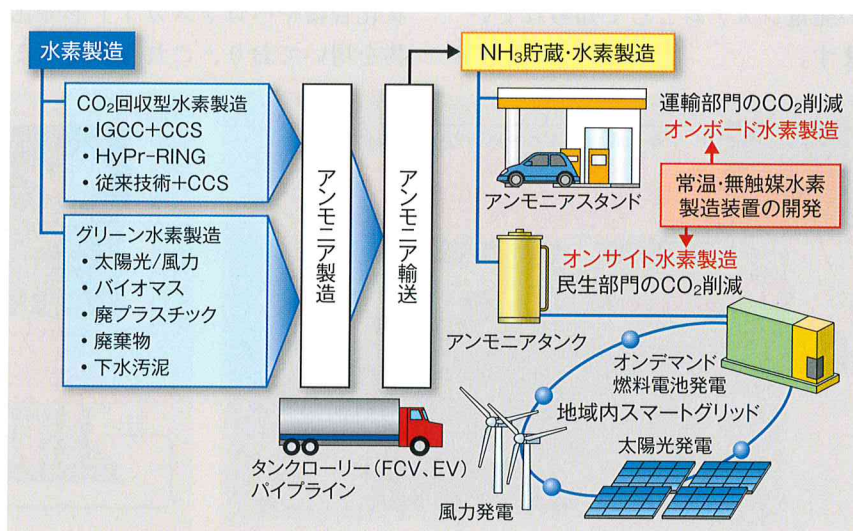 水素製造
CO₂回収型水素製造
• IGCC+CCS
• HyPr-RING
• 従来技術+CCS
グリーン水素製造
• 太陽光/風力
• バイオマス
• 廃プラスチック
• 廃棄物
• 下水汚泥
アンモニア製造
アンモニア輸送
タンクローリー(FCV、EV)
パイプライン
NH₃貯蔵・水素製造
アンモニアスタンド
運輸部門のCO₂削減
オンボード水素製造
常温・無触媒水素
製造装置の開発
オンサイト水素製造
民生部門のCO₂削減
アンモニアタンク
オンデマンド
燃料電池発電
地域内スマートグリッド
太陽光発電
風力発電